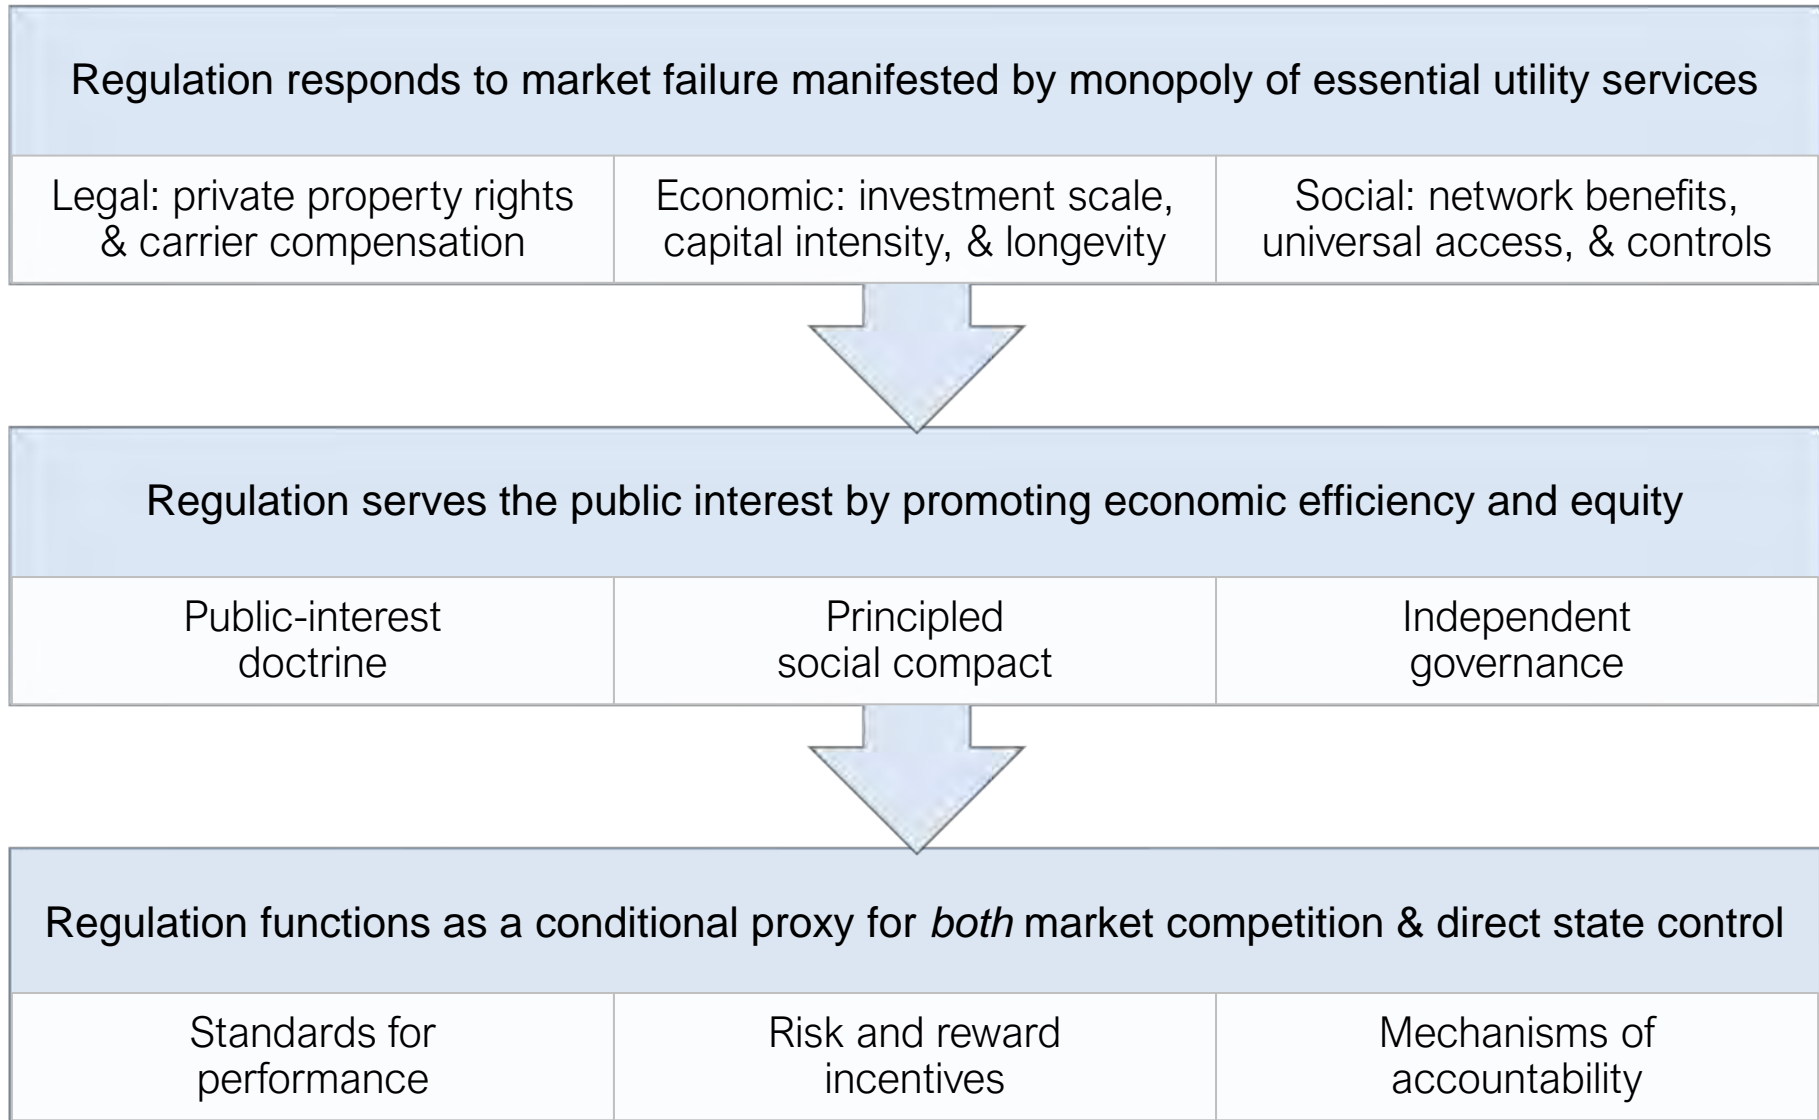 Regulation responds to market failure manifested by monopoly of essential utility services
Legal: private property rights
& carrier compensation
Economic: investment scale,
capital intensity, & longevity
Social: network benefits,
universal access, & controls
Regulation serves the public interest by promoting economic efficiency and equity
Public-interest
doctrine
Principled
social compact
Independent
governance
Regulation functions as a conditional proxy for both market competition & direct state control
Standards for
performance
Risk and reward
incentives
Mechanisms of
accountability